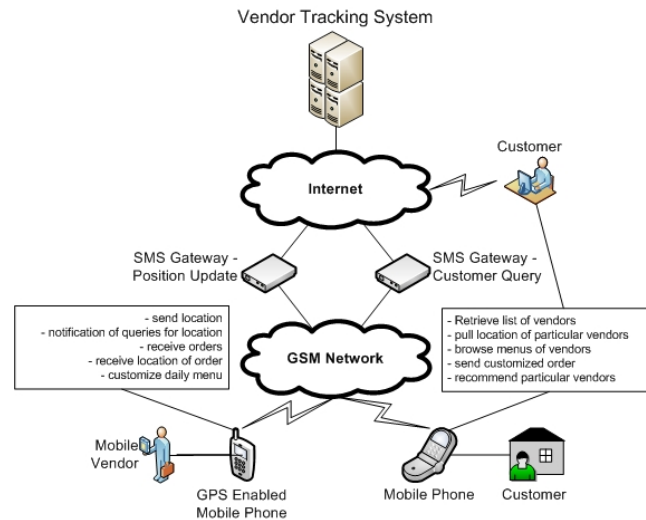 Vendor Tracking System
Customer
Internet
SMS Gateway -
Position Update
SMS Gateway -
Customer Query
- send location
- notification of queries for location
- receive orders
- receive location of order
- customize daily menu
GSM Network
- Retrieve list of vendors
- pull location of particular vendors
- browse menus of vendors
- send customized order
- recommend particular vendors
Mobile
Vendor
GPS Enabled
Mobile Phone
Mobile Phone
Customer